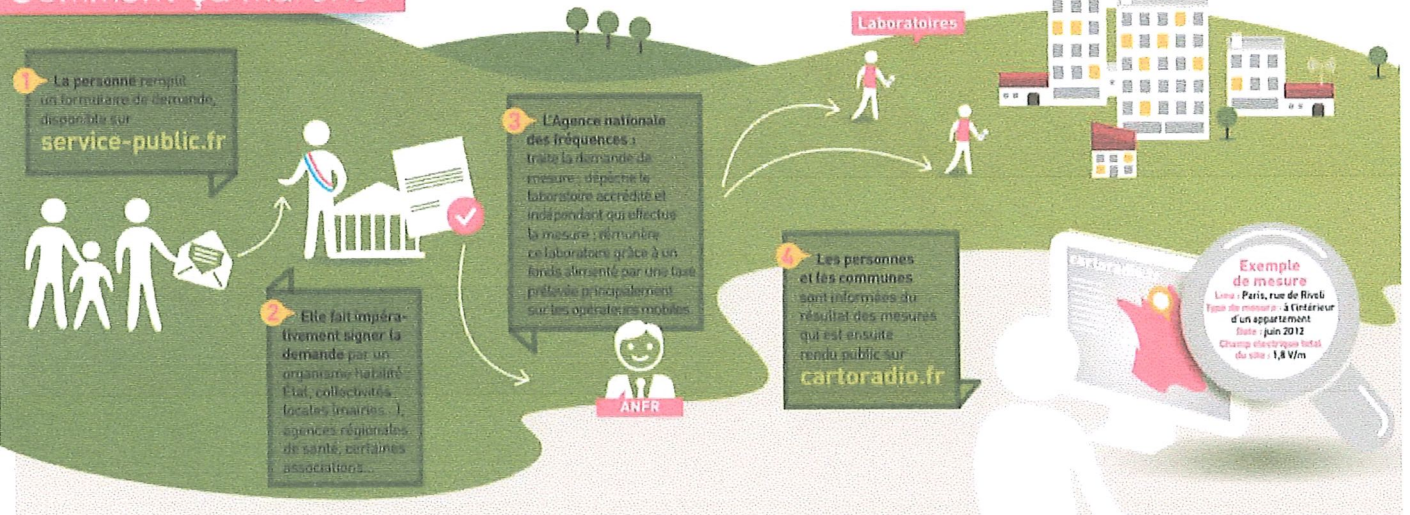 Comment ça marche
1 La personne remplit
un formulaire de demande,
disponible sur
service-public.fr
2 Elle fait impéra-
tivement signer la
demande par un
organisme habilité :
État, collectivités
locales (mairies...),
agences régionales
de santé, certaines
associations...
3 L'Agence nationale
des fréquences :
traite la demande de
mesure ; dépêche le
laboratoire accrédité et
indépendant qui effectue
la mesure ; rémunère
ce laboratoire grâce à un
fonds alimenté par une taxe
prélevée principalement
sur les opérateurs mobiles.
ANFR
Laboratoires
4 Les personnes
et les communes
sont informées du
résultat des mesures
qui est ensuite
rendu public sur
cartoradio.fr
cartoradio.fr
Exemple
de mesure
Lieu : Paris, rue de Rivoli
Type de mesure : à l'intérieur
d'un appartement
Date : juin 2012
Champ électrique total
du site : 1,8 V/m